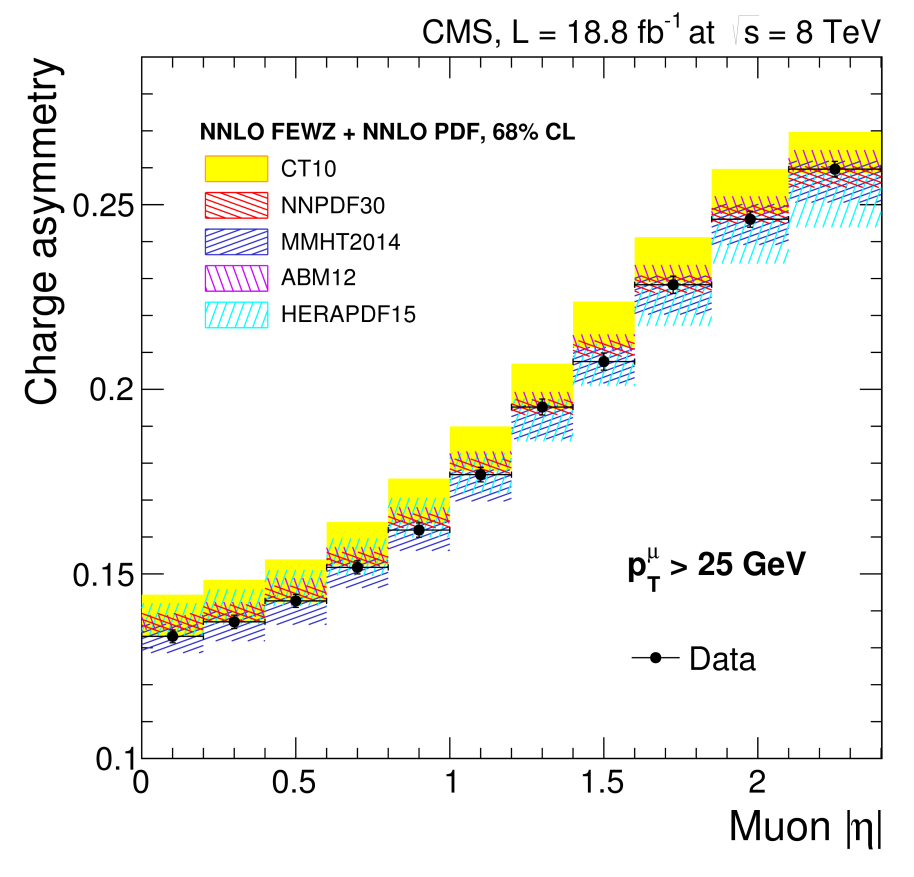 CMS, L = 18.8 fb⁻¹ at √s = 8 TeV
Charge asymmetry
NNLO FEWZ + NNLO PDF, 68% CL
CT10
NNPDF30
MMHT2014
ABM12
HERAPDF15
0.25
0.2
0.15
0.1
p_T^μ > 25 GeV
Data
0 0.5 1 1.5 2
Muon |η|